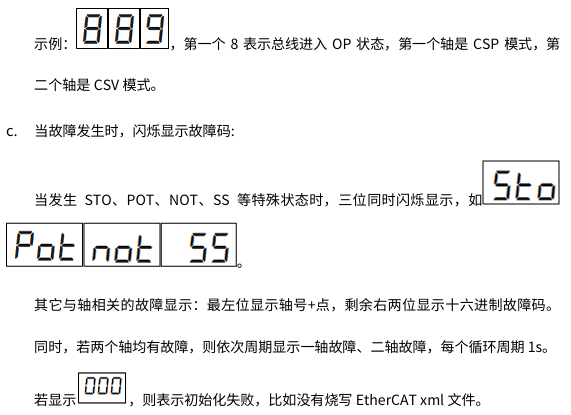 示例：889，第一个 8 表示总线进入 OP 状态，第一个轴是 CSP 模式，第
二个轴是 CSV 模式。
c. 当故障发生时，闪烁显示故障码:
当发生 STO、POT、NOT、SS 等特殊状态时，三位同时闪烁显示，如Sto
Pot not SS。
其它与轴相关的故障显示：最左位显示轴号+点，剩余右两位显示十六进制故障码。
同时，若两个轴均有故障，则依次周期显示一轴故障、二轴故障，每个循环周期 1s。
若显示000，则表示初始化失败，比如没有烧写 EtherCAT xml 文件。